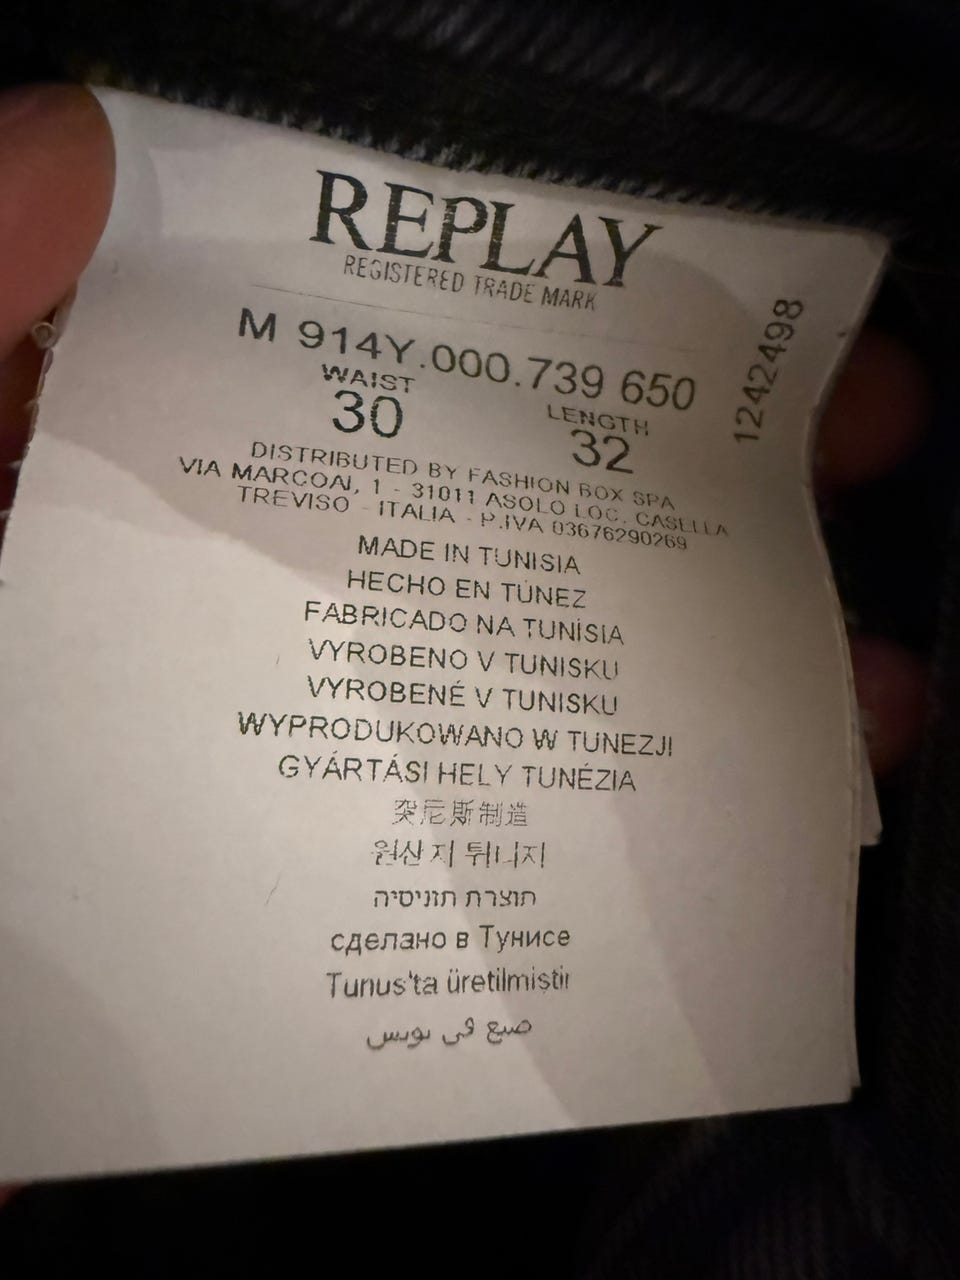 REPLAY
REGISTERED TRADE MARK
M 914Y.000.739 650
WAIST
30
LENGTH
32
1242498
DISTRIBUTED BY FASHION BOX SPA
VIA MARCOAI, 1 - 31011 ASOLO LOC. CASELLA
TREVISO - ITALIA - P.IVA 03676290269
MADE IN TUNISIA
HECHO EN TÚNEZ
FABRICADO NA TUNÍSIA
VYROBENO V TUNISKU
VYROBENÉ V TUNISKU
WYPRODUKOWANO W TUNEZJI
GYÁRTÁSI HELY TUNÉZIA
突尼斯制造
원산지 튀니지
תוצרת תוניסיה
сделано в Тунисе
Tunus'ta üretilmiştir
صنع في تونس